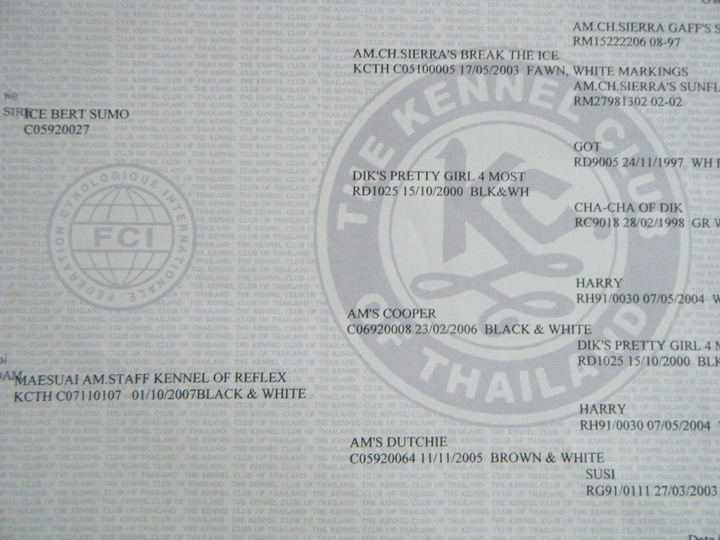 AM.CH.SIERRA GAFF'S S
RM15222206 08-97
AM.CH.SIERRA'S BREAK THE ICE
KCTH C05100005 17/05/2003 FAWN, WHITE MARKINGS
AM.CH.SIERRA'S SUNFL
RM27981302 02-02
SIRE
ICE BERT SUMO
C05920027
GOT
RD9005 24/11/1997 WH
DIK'S PRETTY GIRL 4 MOST
RD1025 15/10/2000 BLK&WH
CHA-CHA OF DIK
RC9018 28/02/1998 GR W
HARRY
RH91/0030 07/05/2004 W
AM'S COOPER
C06920008 23/02/2006 BLACK & WHITE
DIK'S PRETTY GIRL 4 M
RD1025 15/10/2000 BLK
DAM
MAESUAI AM.STAFF KENNEL OF REFLEX
KCTH C07110107 01/10/2007BLACK & WHITE
HARRY
RH91/0030 07/05/2004
AM'S DUTCHIE
C05920064 11/11/2005 BROWN & WHITE
SUSI
RG91/0111 27/03/2003
THE KENNEL CLUB
KC
OF THAILAND
FEDERATION CYNOLOGIQUE INTERNATIONALE
FCI